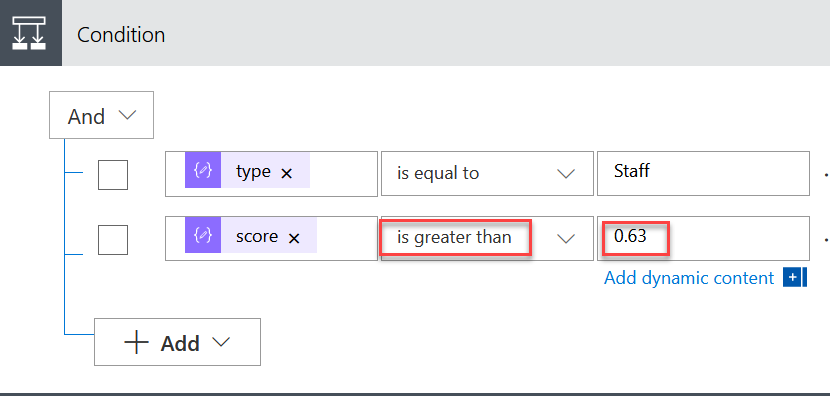 Condition
And
type × is equal to Staff
score × is greater than 0.63
Add dynamic content
+ Add